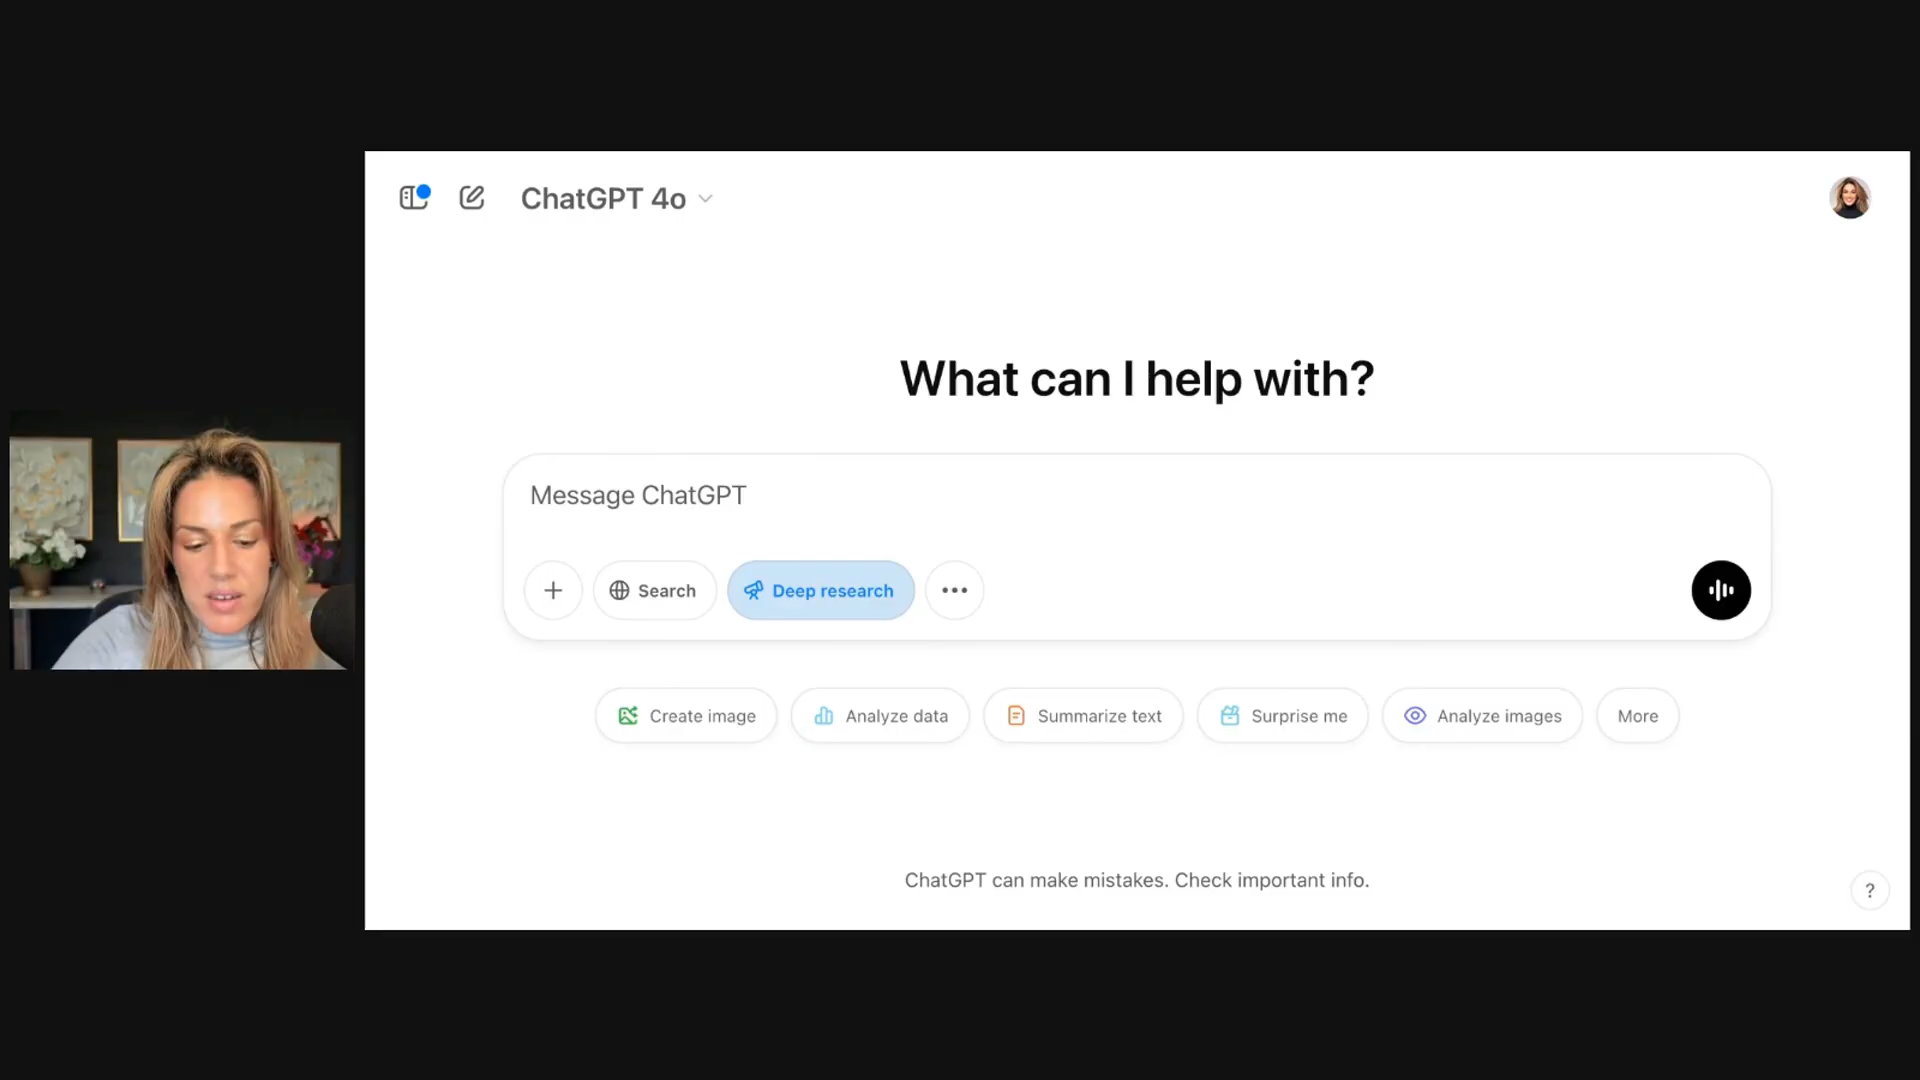 ChatGPT 4o
What can I help with?
Message ChatGPT
Search
Deep research
Create image
Analyze data
Summarize text
Surprise me
Analyze images
More
ChatGPT can make mistakes. Check important info.
?